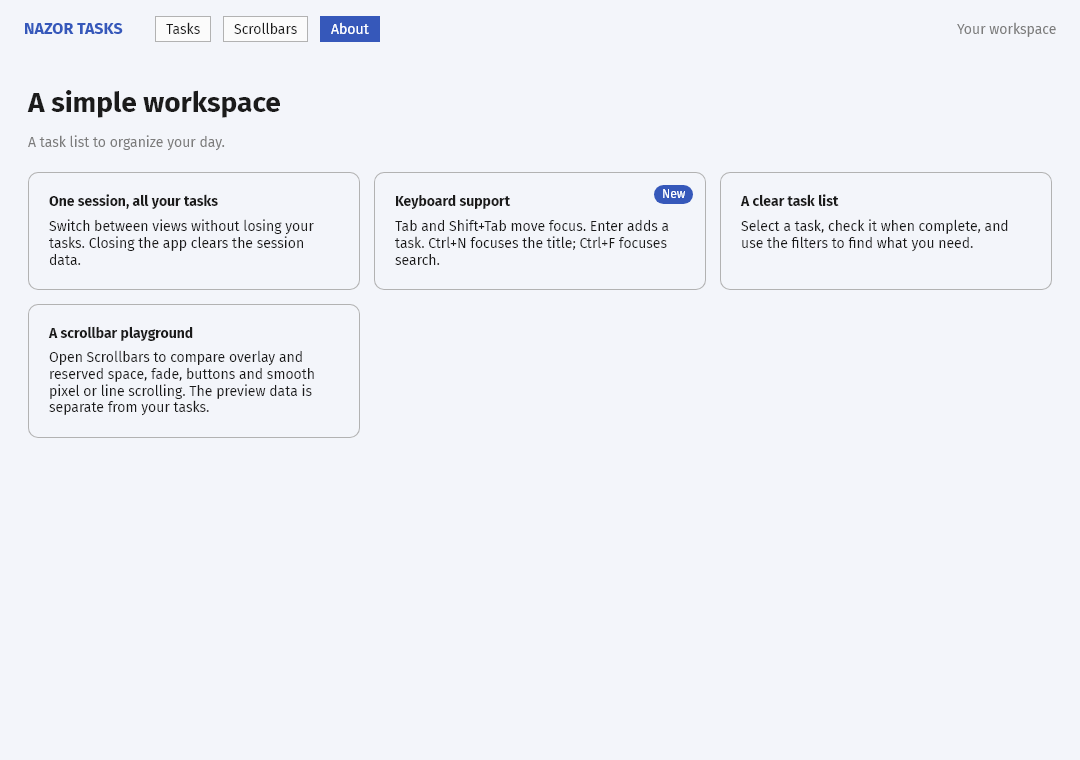 NAZOR TASKS
Tasks
Scrollbars
About
Your workspace
A simple workspace
A task list to organize your day.
One session, all your tasks
Switch between views without losing your
tasks. Closing the app clears the session
data.
Keyboard support
New
Tab and Shift+Tab move focus. Enter adds a
task. Ctrl+N focuses the title; Ctrl+F focuses
search.
A clear task list
Select a task, check it when complete, and
use the filters to find what you need.
A scrollbar playground
Open Scrollbars to compare overlay and
reserved space, fade, buttons and smooth
pixel or line scrolling. The preview data is
separate from your tasks.